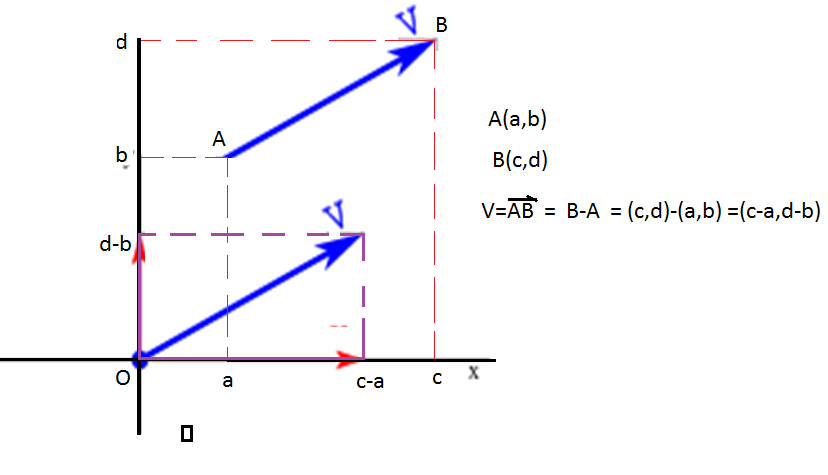 V
B
d
A(a,b)
A
b
B(c,d)
V=AB = B-A = (c,d)-(a,b) =(c-a,d-b)
V
d-b
O
a
c-a
c
x